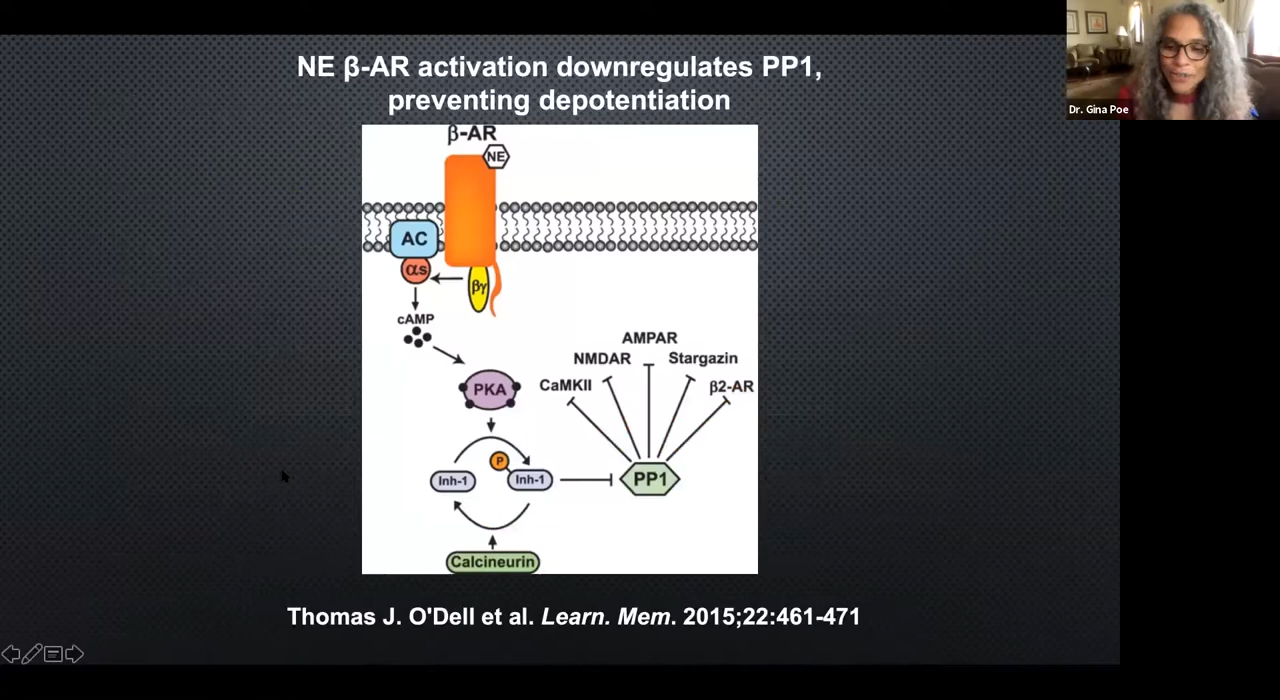 NE β-AR activation downregulates PP1,
preventing depotentiation
Dr. Gina Poe
β-AR
NE
AC
αs
βγ
cAMP
AMPAR
NMDAR
Stargazin
CaMKII
β2-AR
PKA
P
Inh-1
Inh-1
PP1
Calcineurin
Thomas J. O'Dell et al. Learn. Mem. 2015;22:461-471